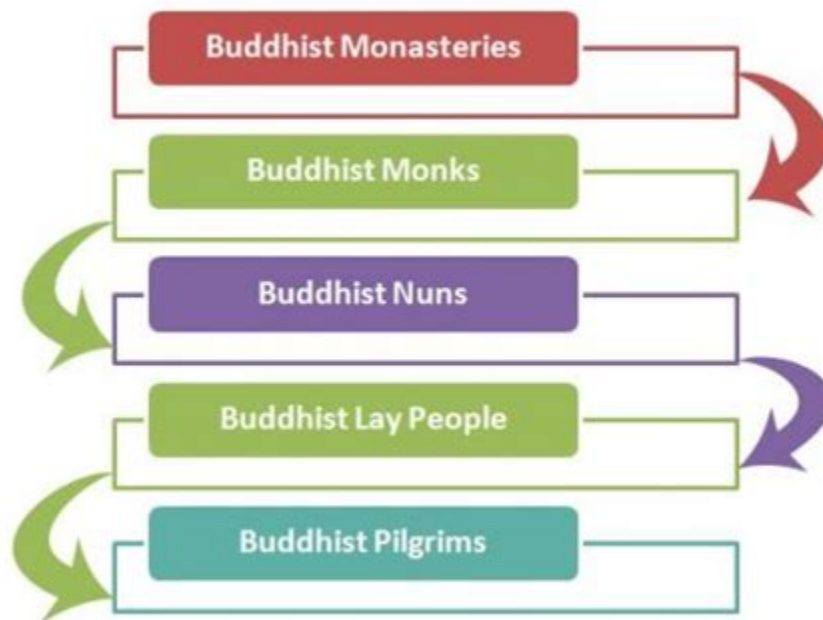 Buddhist Monasteries
Buddhist Monks
Buddhist Nuns
Buddhist Lay People
Buddhist Pilgrims